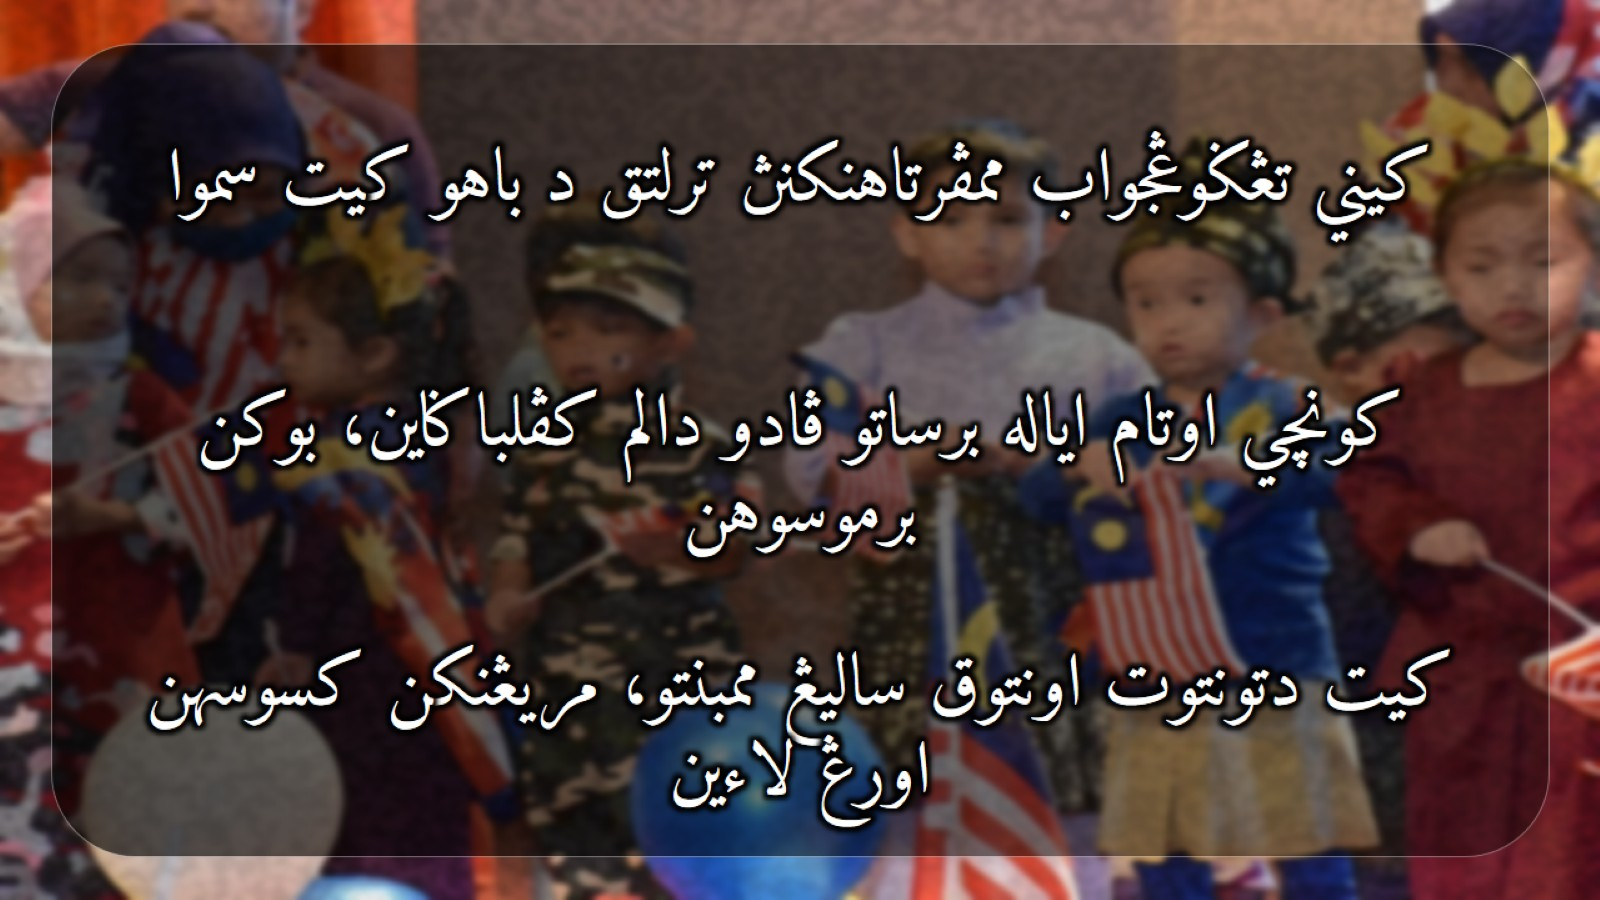 کيني تڠݢوڠجواب ممڤرتاهنکنڽ ترلتق د باهو کيت سموا
کونچي اوتام اياله برساتو ڤادو دالم کڤلباݢاين، بوکن
برموسوهن
کيت دتونتوت اونتوق ساليڠ ممبنتو، مريڠنکن کسوسهن
اورڠ لاءين